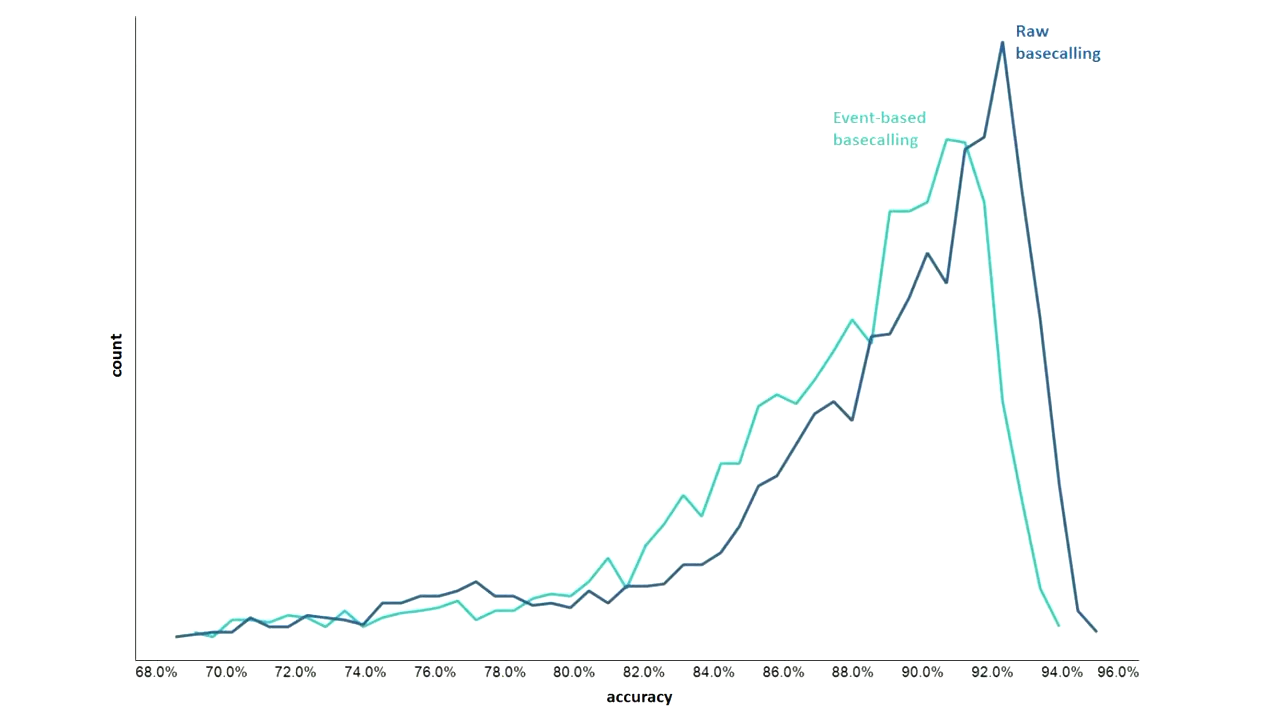 Raw
basecalling
Event-based
basecalling
count
68.0% 70.0% 72.0% 74.0% 76.0% 78.0% 80.0% 82.0% 84.0% 86.0% 88.0% 90.0% 92.0% 94.0% 96.0%
accuracy